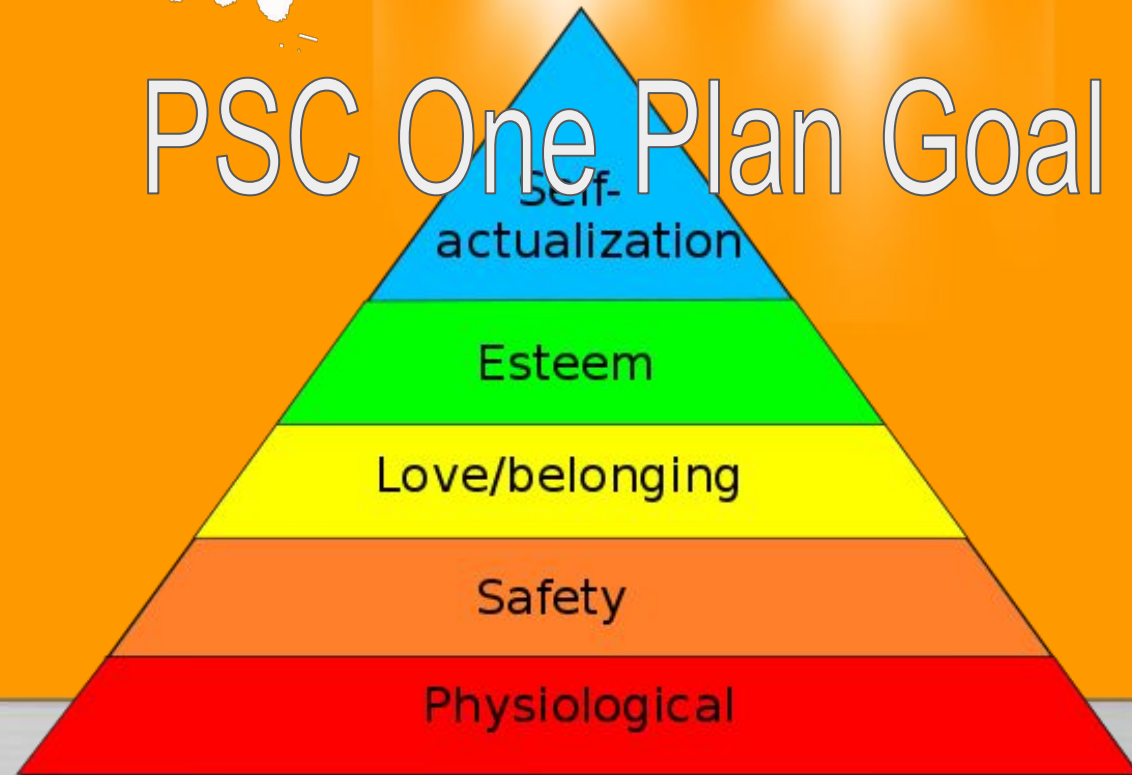 PSC One Plan Goal
Self-
actualization
Esteem
Love/belonging
Safety
Physiological